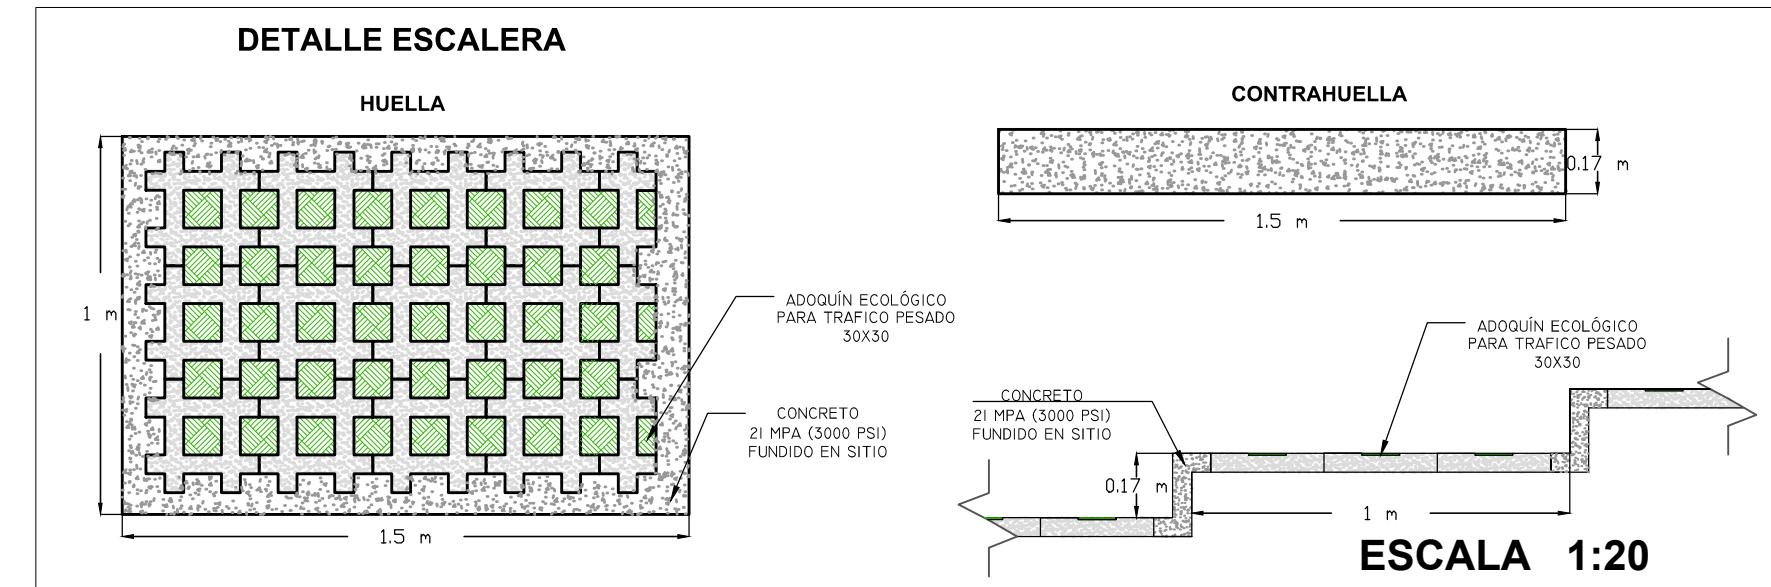 DETALLE ESCALERA
HUELLA
1 m
1.5 m
ADOQUÍN ECOLÓGICO
PARA TRAFICO PESADO
30X30
CONCRETO
21 MPA (3000 PSI)
FUNDIDO EN SITIO
CONTRAHUELLA
0.17 m
1.5 m
ADOQUÍN ECOLÓGICO
PARA TRAFICO PESADO
30X30
CONCRETO
21 MPA (3000 PSI)
FUNDIDO EN SITIO
0.17 m
1 m
ESCALA 1:20